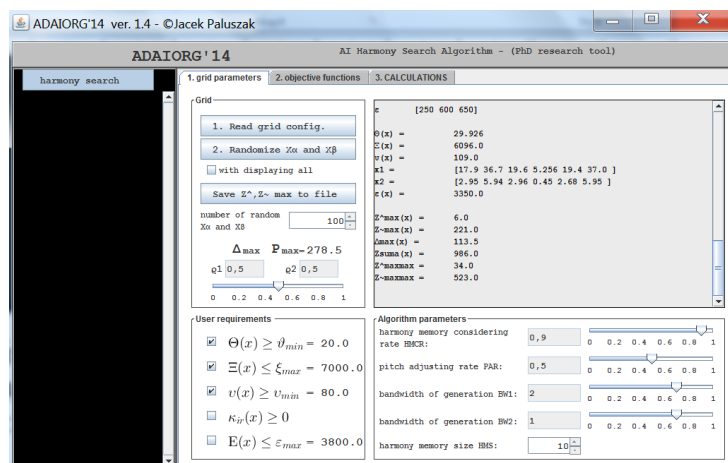 ADAIORG'14 ver. 1.4 - ©Jacek Paluszak
ADAIORG'14
AI Harmony Search Algorithm - (PhD research tool)
harmony search
1. grid parameters
2. objective functions
3. CALCULATIONS
Grid
1. Read grid config.
2. Randomize Xα and Xβ
with displaying all
Save Z^,Z~ max to file
number of random
Xα and Xβ
100
Δmax Pmax=278.5
ϱ1 0,5 ϱ2 0,5
0 0.2 0.4 0.6 0.8 1
ε [250 600 650]
Θ(x) = 29.926
Ξ(x) = 6096.0
υ(x) = 109.0
x1 = [17.9 36.7 19.6 5.256 19.4 37.0 ]
x2 = [2.95 5.94 2.96 0.45 2.68 5.95 ]
ε(x) = 3350.0
Z^max(x) = 6.0
Z~max(x) = 221.0
Δmax(x) = 113.5
Zsuma(x) = 986.0
Z^maxmax = 34.0
Z~maxmax = 523.0
User requirements
Θ(x) ≥ ϑmin = 20.0
Ξ(x) ≤ ξmax = 7000.0
υ(x) ≥ υmin = 80.0
κir(x) ≥ 0
E(x) ≤ εmax = 3800.0
Algorithm parameters
harmony memory considering
rate HMCR:
0,9
0 0.2 0.4 0.6 0.8 1
pitch adjusting rate PAR:
0,5
0 0.2 0.4 0.6 0.8 1
bandwidth of generation BW1:
2
0 0.2 0.4 0.6 0.8 1
bandwidth of generation BW2:
1
0 0.2 0.4 0.6 0.8 1
harmony memory size HMS:
10